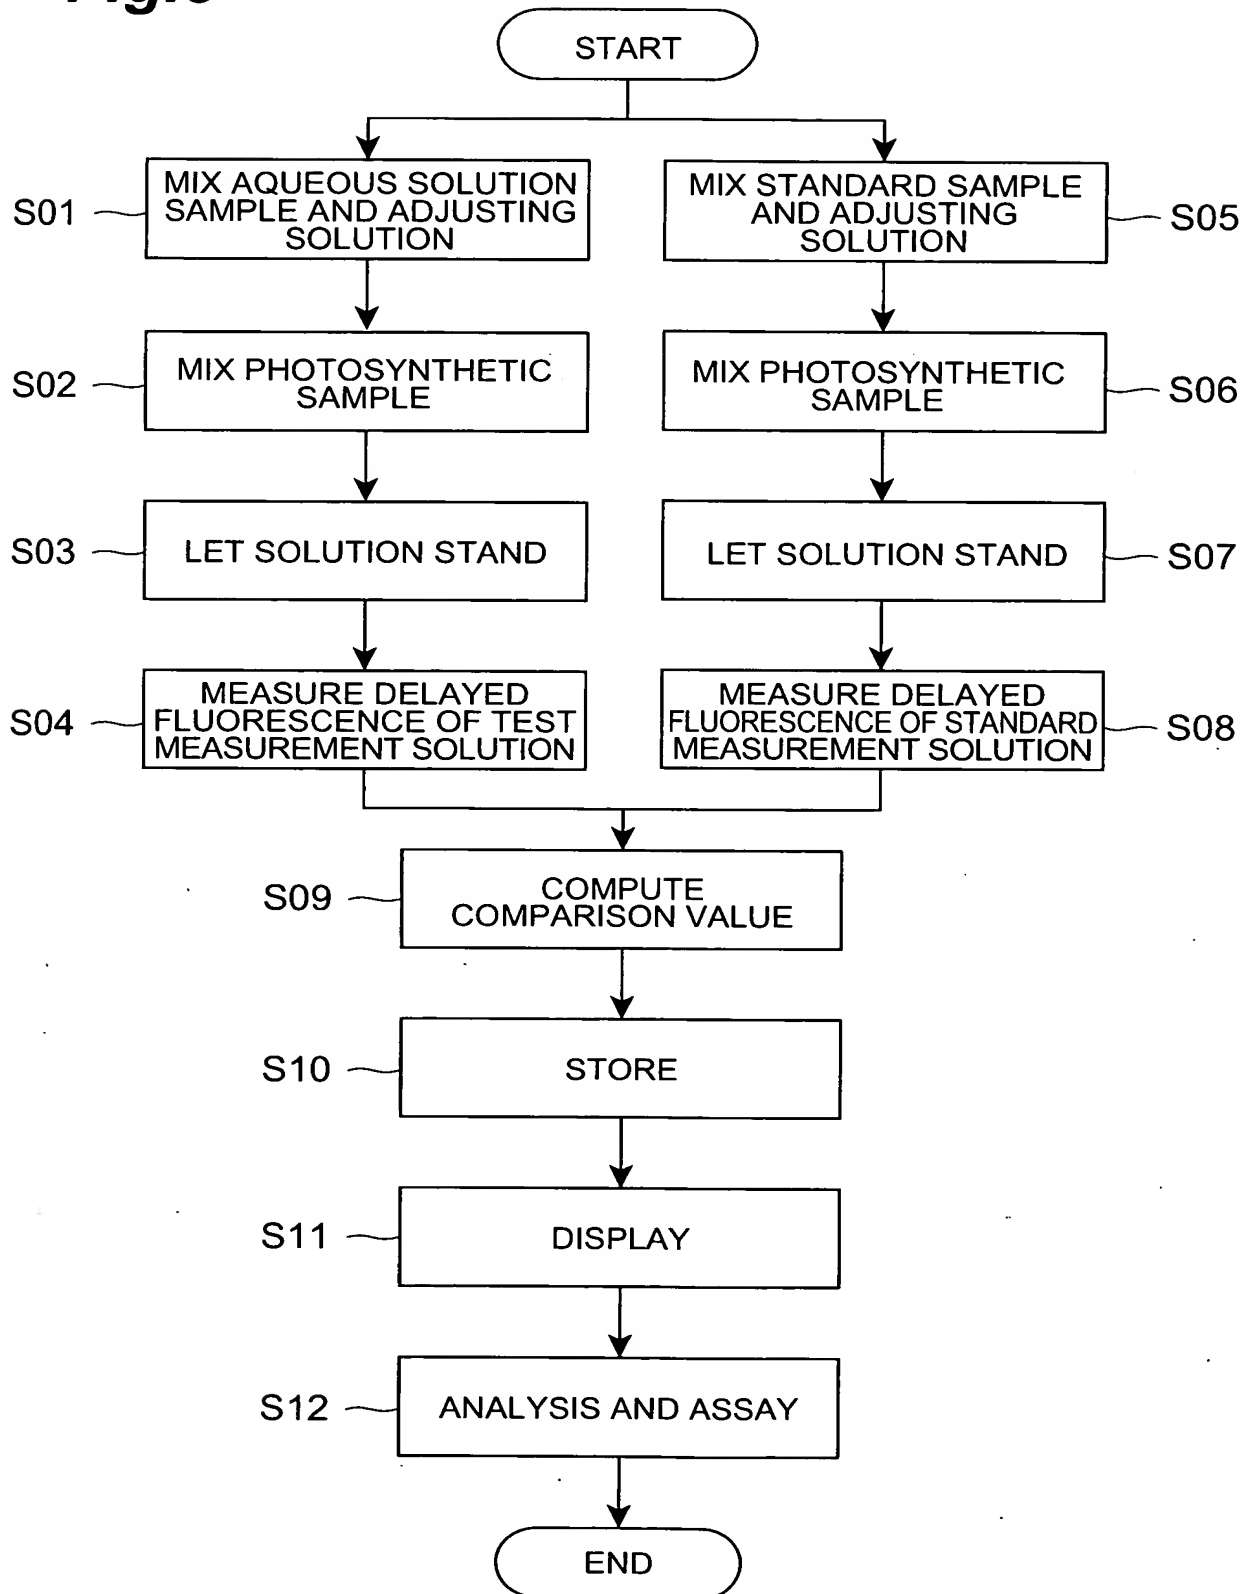 START
MIX AQUEOUS SOLUTION
SAMPLE AND ADJUSTING
SOLUTION
S01
MIX STANDARD SAMPLE
AND ADJUSTING
SOLUTION
S05
MIX PHOTOSYNTHETIC
SAMPLE
S02
MIX PHOTOSYNTHETIC
SAMPLE
S06
S03
LET SOLUTION STAND
LET SOLUTION STAND
S07
MEASURE DELAYED
FLUORESCENCE OF TEST
MEASUREMENT SOLUTION
S04
MEASURE DELAYED
FLUORESCENCE OF STANDARD
MEASUREMENT SOLUTION
S08
S09
COMPUTE
COMPARISON VALUE
S10
STORE
S11
DISPLAY
S12
ANALYSIS AND ASSAY
END